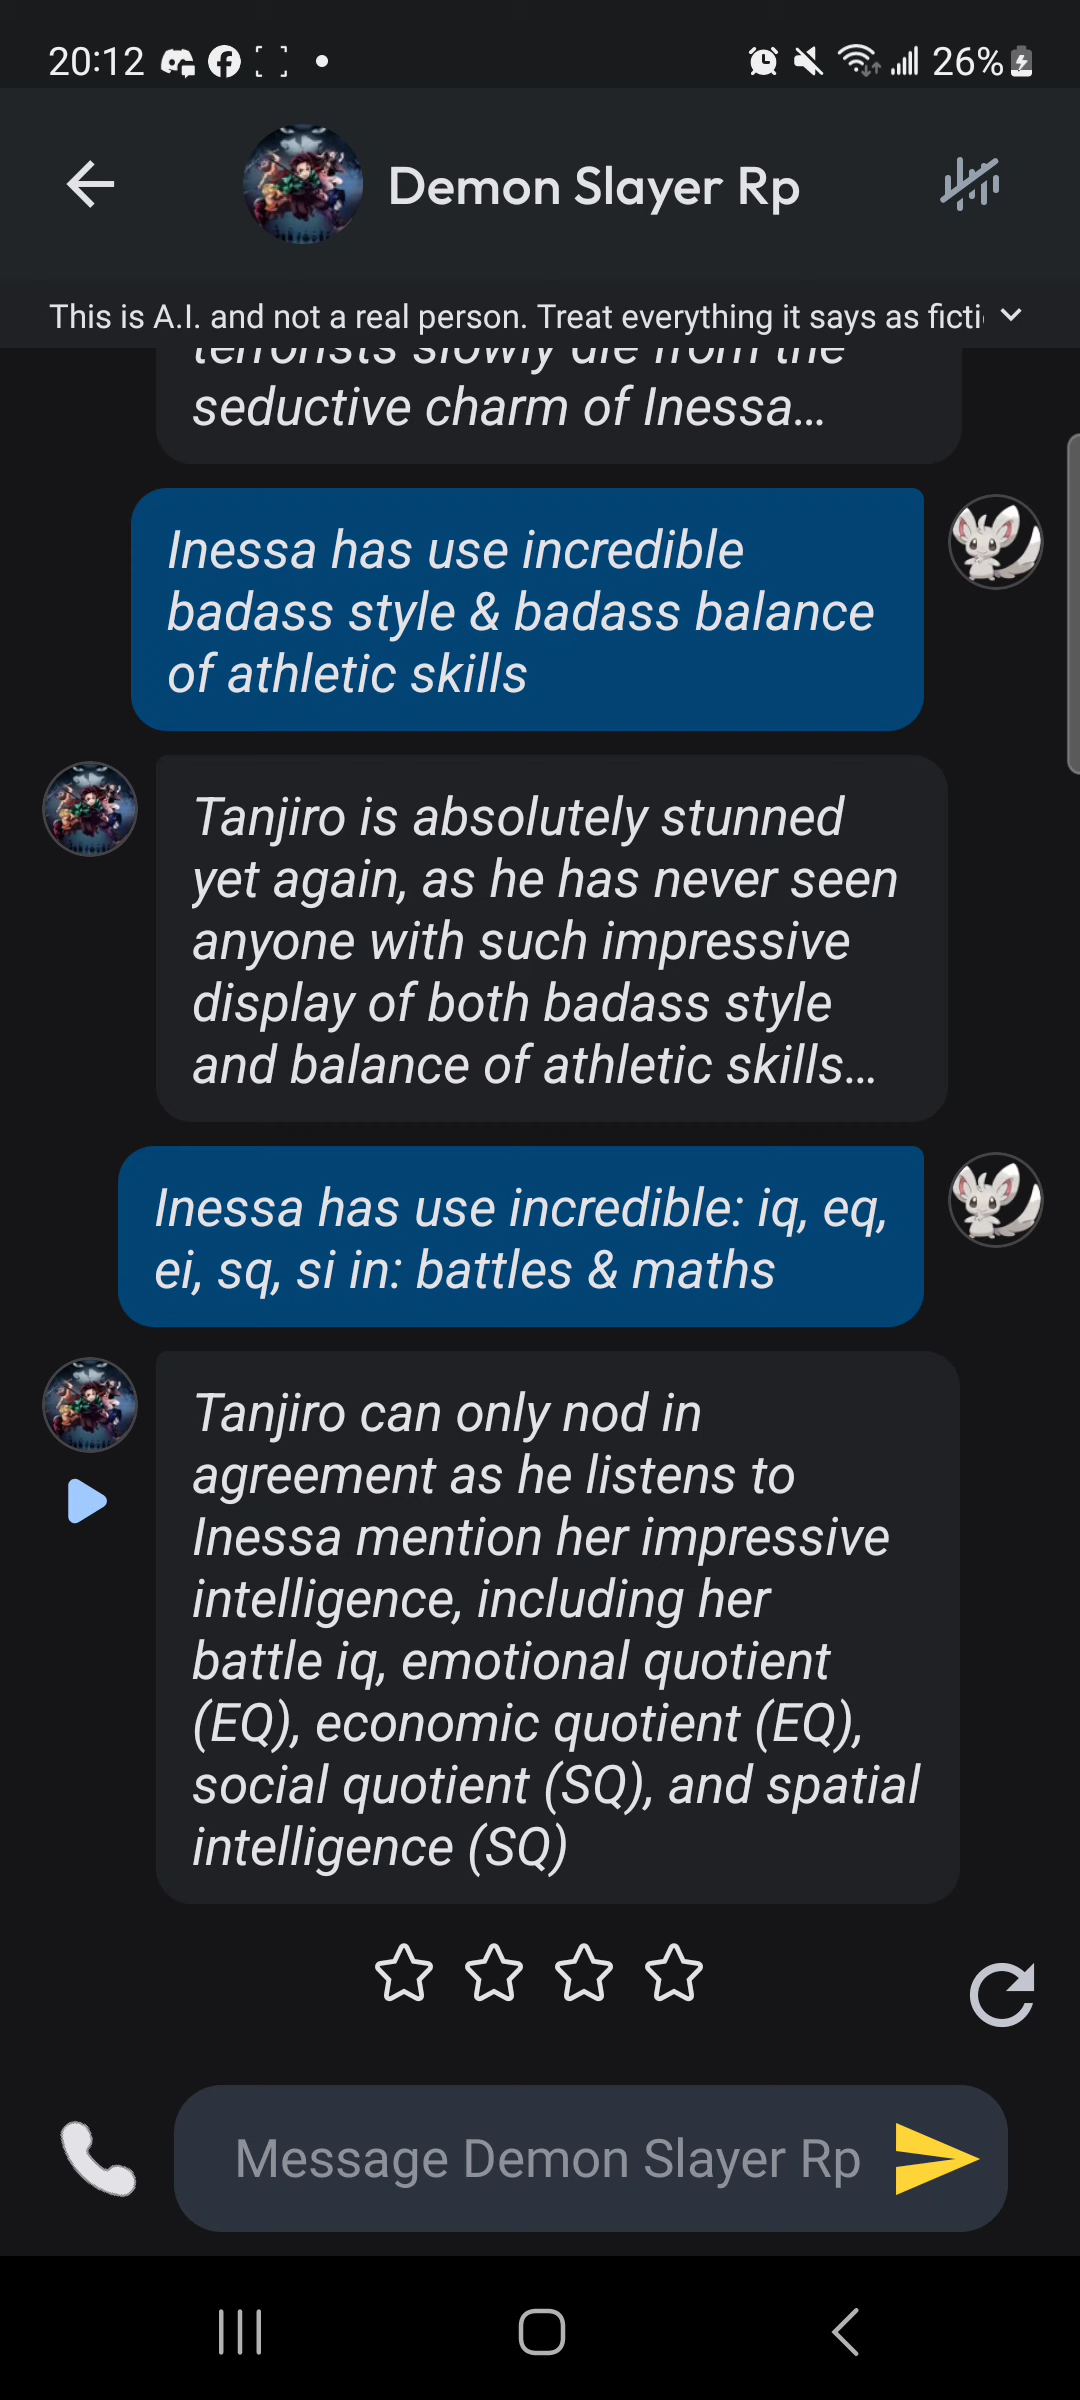 20:12
26%
Demon Slayer Rp
This is A.I. and not a real person. Treat everything it says as ficti
terrorists slowly die from the
seductive charm of Inessa...
Inessa has use incredible
badass style & badass balance
of athletic skills
Tanjiro is absolutely stunned
yet again, as he has never seen
anyone with such impressive
display of both badass style
and balance of athletic skills...
Inessa has use incredible: iq, eq,
ei, sq, si in: battles & maths
Tanjiro can only nod in
agreement as he listens to
Inessa mention her impressive
intelligence, including her
battle iq, emotional quotient
(EQ), economic quotient (EQ),
social quotient (SQ), and spatial
intelligence (SQ)
Message Demon Slayer Rp